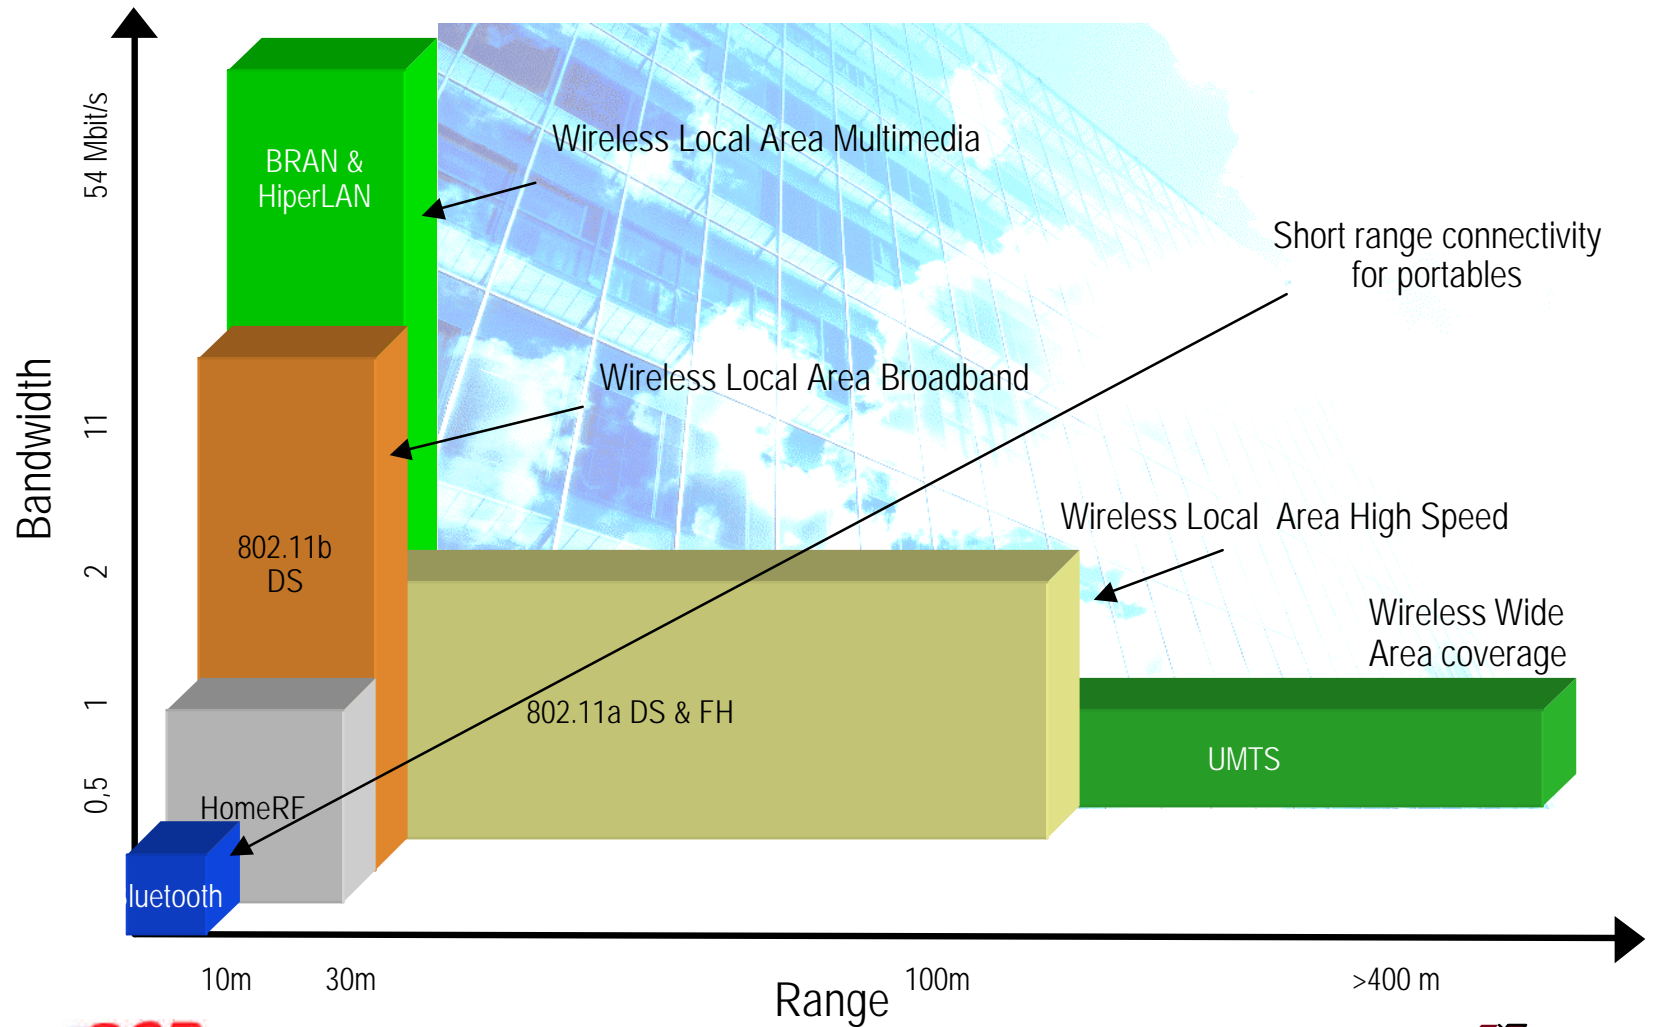 54 Mbit/s
BRAN &
HiperLAN
Wireless Local Area Multimedia
Short range connectivity
for portables
Bandwidth
11
Wireless Local Area Broadband
802.11b
DS
2
Wireless Local Area High Speed
Wireless Wide
Area coverage
1
802.11a DS & FH
UMTS
0,5
HomeRF
luetooth
10m
30m
100m
>400 m
Range